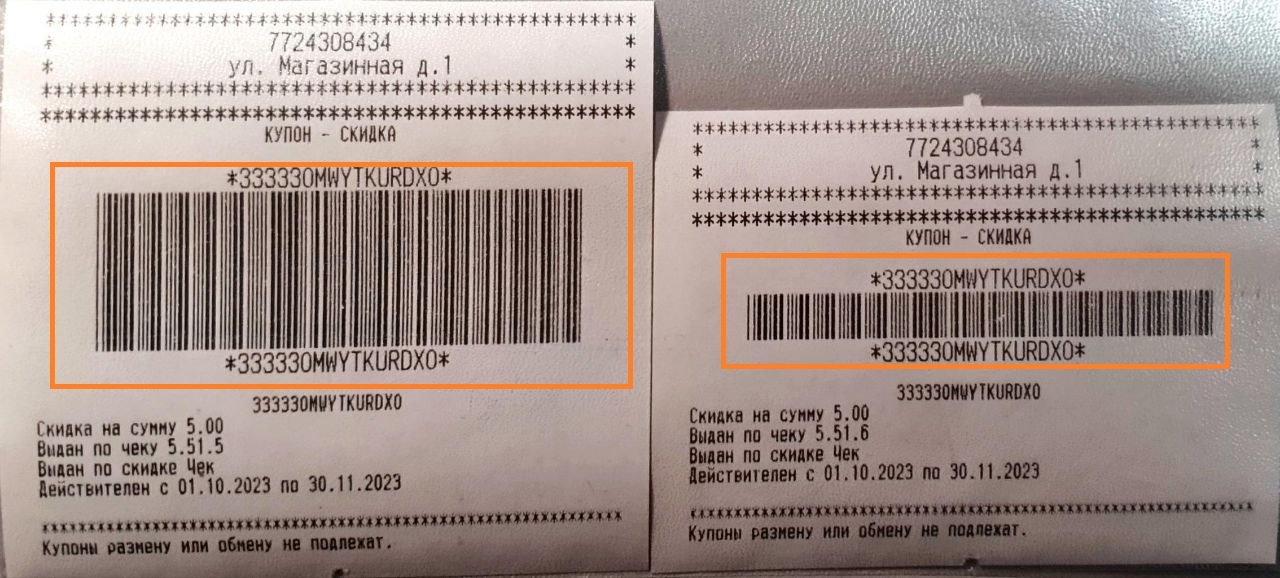 ************************************************
* 7724308434 *
* ул. Магазинная д.1 *
************************************************
************************************************
КУПОН - СКИДКА
*333330MWYTKURDXO*
*333330MWYTKURDXO*
333330MWYTKURDXO
Скидка на сумму 5.00
Выдан по чеку 5.51.5
Выдан по скидке Чек
Действителен с 01.10.2023 по 30.11.2023
************************************************
Купоны размену или обмену не подлежат.
************************************************
* 7724308434 *
* ул. Магазинная д.1 *
************************************************
************************************************
КУПОН - СКИДКА
*333330MWYTKURDXO*
*333330MWYTKURDXO*
333330MWYTKURDXO
Скидка на сумму 5.00
Выдан по чеку 5.51.6
Выдан по скидке Чек
Действителен с 01.10.2023 по 30.11.2023
************************************************
Купоны размену или обмену не подлежат.